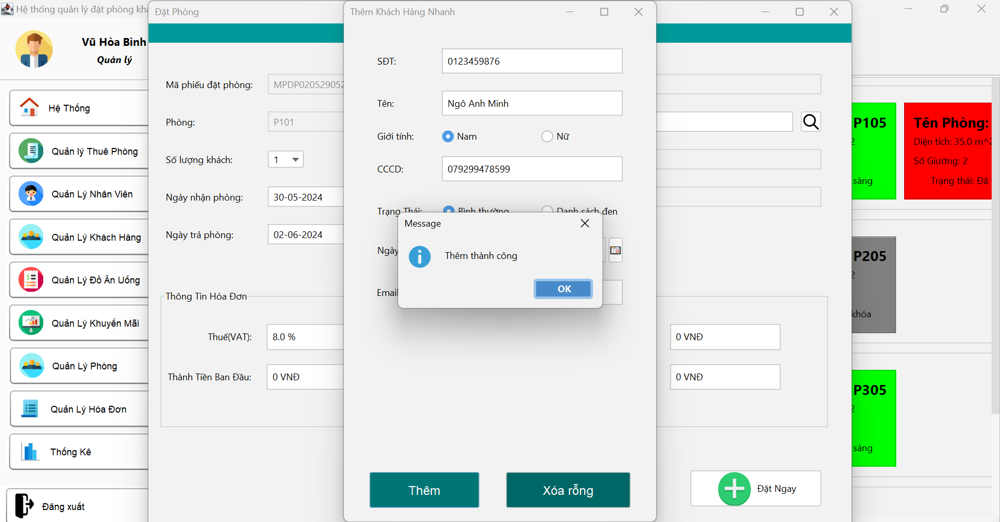 Hệ thống quản lý đặt phòng
Vũ Hòa Bình
Quản lý
Hệ Thống
Quản lý Thuê Phòng
Quản Lý Nhân Viên
Quản Lý Khách Hàng
Quản Lý Đồ Ăn Uống
Quản Lý Khuyến Mãi
Quản Lý Phòng
Quản Lý Hóa Đơn
Thống Kê
Đăng xuất
Đặt Phòng
Mã phiếu đặt phòng: MPDP020529052
Phòng: P101
Số lượng khách: 1
Ngày nhận phòng: 30-05-2024
Ngày trả phòng: 02-06-2024
Thông Tin Hóa Đơn
Thuế(VAT): 8.0 % 0 VNĐ
Thành Tiền Ban Đầu: 0 VNĐ 0 VNĐ
Đặt Ngay
Thêm Khách Hàng Nhanh
SĐT: 0123459876
Tên: Ngô Anh Minh
Giới tính: Nam Nữ
CCCD: 079299478599
Trạng Thái: Bình thường Danh sách đen
Ngày
Email
Thêm Xóa rỗng
Message
Thêm thành công
OK
P105
2
sàng
Tên Phòng:
Diện tích: 35.0 m^2
Số Giường: 2
Trạng thái: Đã
P205
2
khóa
P305
2
sàng